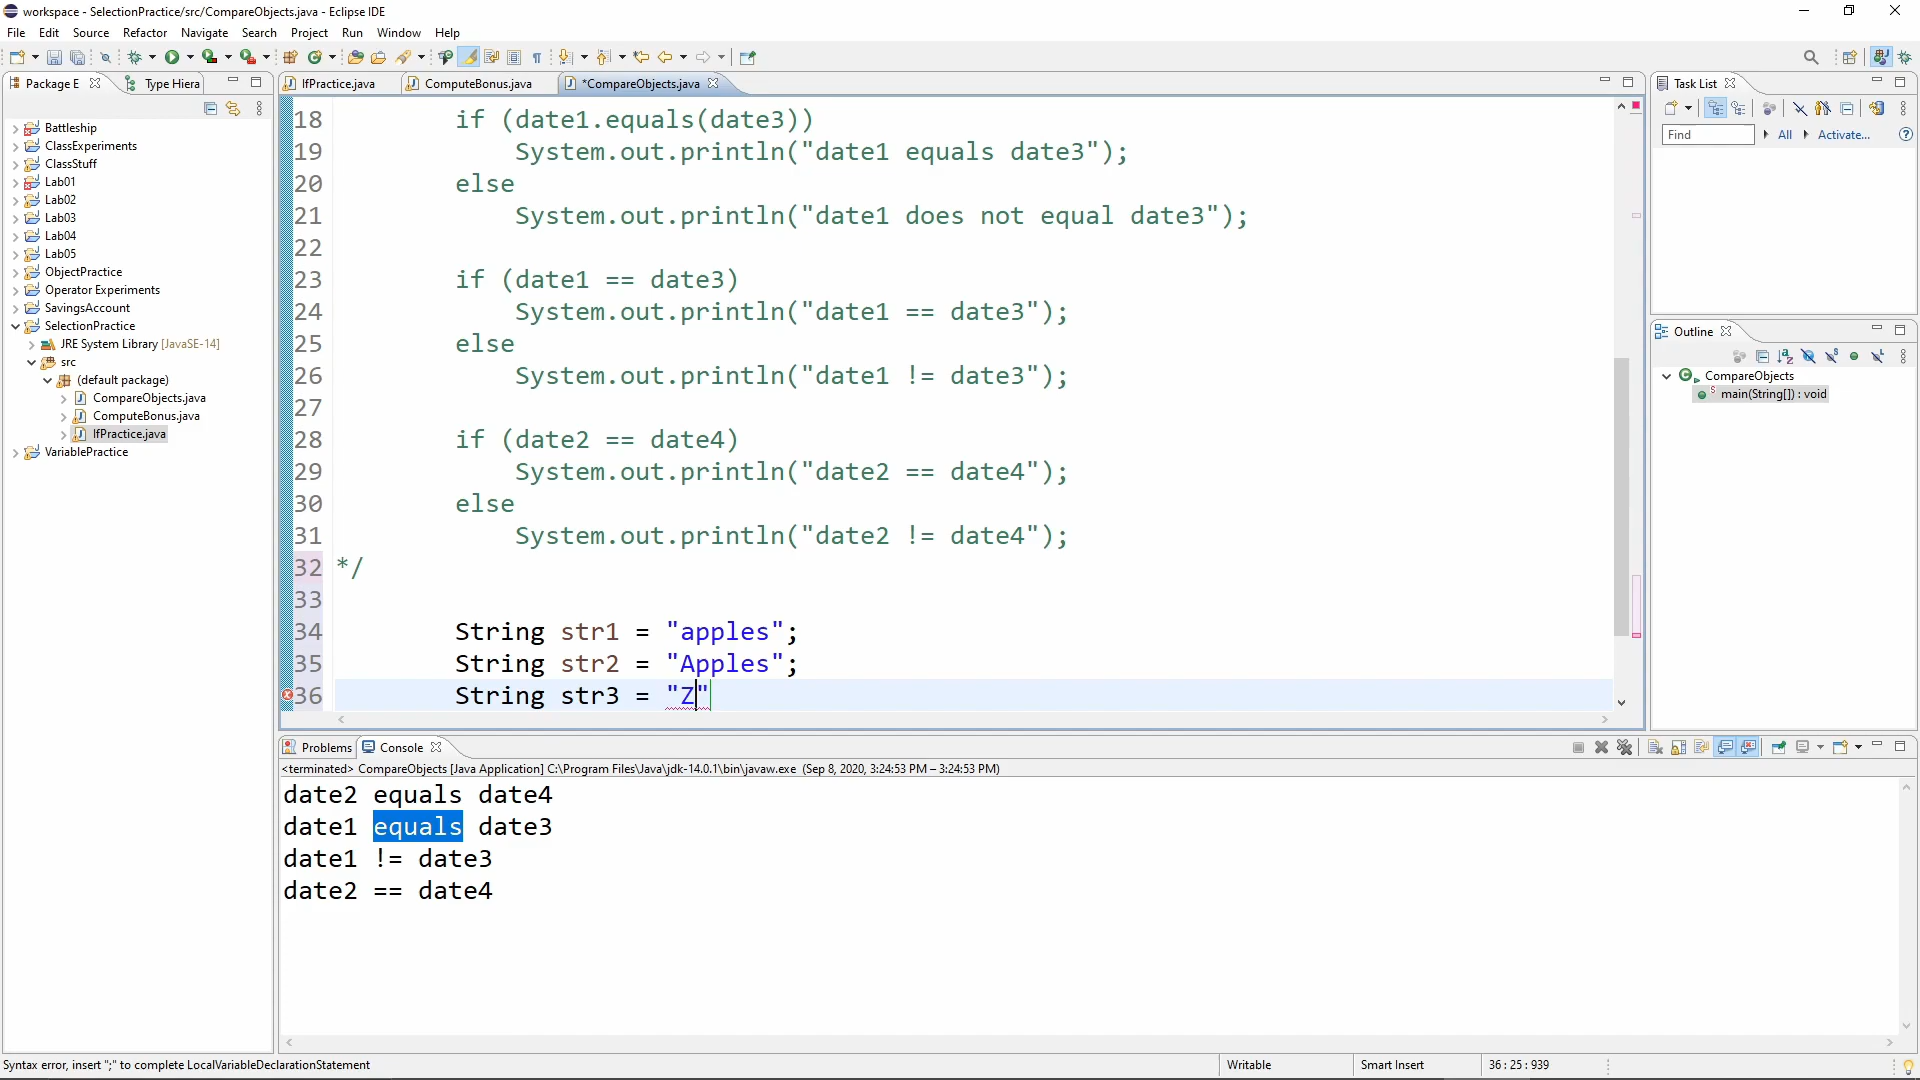 workspace - SelectionPractice/src/CompareObjects.java - Eclipse IDE
File Edit Source Refactor Navigate Search Project Run Window Help
Package E Type Hiera
Battleship
ClassExperiments
ClassStuff
Lab01
Lab02
Lab03
Lab04
Lab05
ObjectPractice
Operator Experiments
SavingsAccount
SelectionPractice
JRE System Library [JavaSE-14]
src
(default package)
CompareObjects.java
ComputeBonus.java
IfPractice.java
VariablePractice
IfPractice.java ComputeBonus.java *CompareObjects.java
18 if (date1.equals(date3))
19 System.out.println("date1 equals date3");
20 else
21 System.out.println("date1 does not equal date3");
22
23 if (date1 == date3)
24 System.out.println("date1 == date3");
25 else
26 System.out.println("date1 != date3");
27
28 if (date2 == date4)
29 System.out.println("date2 == date4");
30 else
31 System.out.println("date2 != date4");
32 */
33
34 String str1 = "apples";
35 String str2 = "Apples";
36 String str3 = "Z"
Task List
Find All Activate...
Outline
CompareObjects
main(String[]) : void
Problems Console
<terminated> CompareObjects [Java Application] C:\Program Files\Java\jdk-14.0.1\bin\javaw.exe (Sep 8, 2020, 3:24:53 PM – 3:24:53 PM)
date2 equals date4
date1 equals date3
date1 != date3
date2 == date4
Syntax error, insert ";" to complete LocalVariableDeclarationStatement Writable Smart Insert 36 : 25 : 939